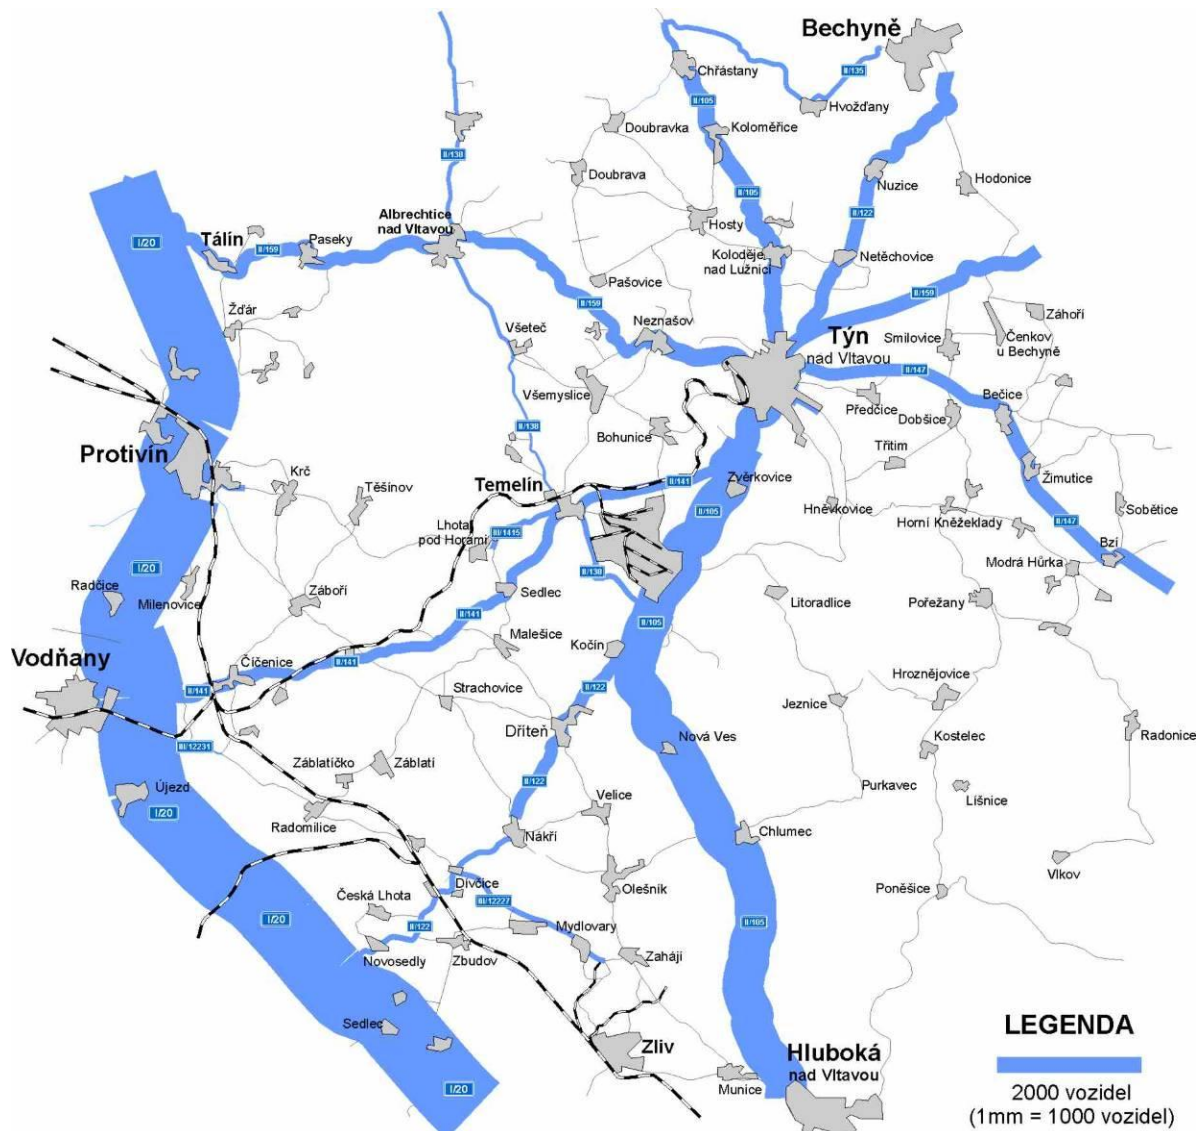 Bechyně
Chřástany
II/135
II/105
Hvožďany
Doubravka
Koloměřice
II/138
Doubrava
Nuzice
Hodonice
II/105
Albrechtice
nad Vltavou
II/122
Hosty
I/20
Tálín
II/159
Paseky
Koloděje
nad Lužnicí
Netěchovice
Pašovice
II/159
II/159
Žďár
Všeteč
Neznašov
Týn
nad Vltavou
Smilovice
Čenkov
u Bechyně
Záhoří
II/147
Všemyslice
Předčice
Dobšice
Bečice
II/138
Bohunice
Třitim
Protivín
Krč
Těšínov
Temelín
II/141
Zvěrkovice
Žimutice
Hněvkovice
II/105
Horní Kněžeklady
Sobětice
II/147
Lhota
pod Horami
III/1415
Bzí
Modrá Hůrka
I/20
II/138
Radčice
Milenovice
Záboří
Sedlec
Litoradlice
Pořežany
II/141
II/105
Malešice
Kočín
Vodňany
Číčenice
II/141
II/141
Strachovice
II/122
Hroznějovice
Jeznice
Dříteň
Nová Ves
Kostelec
Radonice
III/12231
Záblatíčko
Záblatí
II/122
Purkavec
Líšnice
Újezd
I/20
Radomilice
Velice
Nákří
Chlumec
Vlkov
Dívčice
Olešník
Poněšice
Česká Lhota
III/12227
I/20
II/122
Mydlovary
II/105
Novosedly
Zbudov
Zahájí
Sedlec
Zliv
Hluboká
nad Vltavou
I/20
Munice
LEGENDA
2000 vozidel
(1mm = 1000 vozidel)